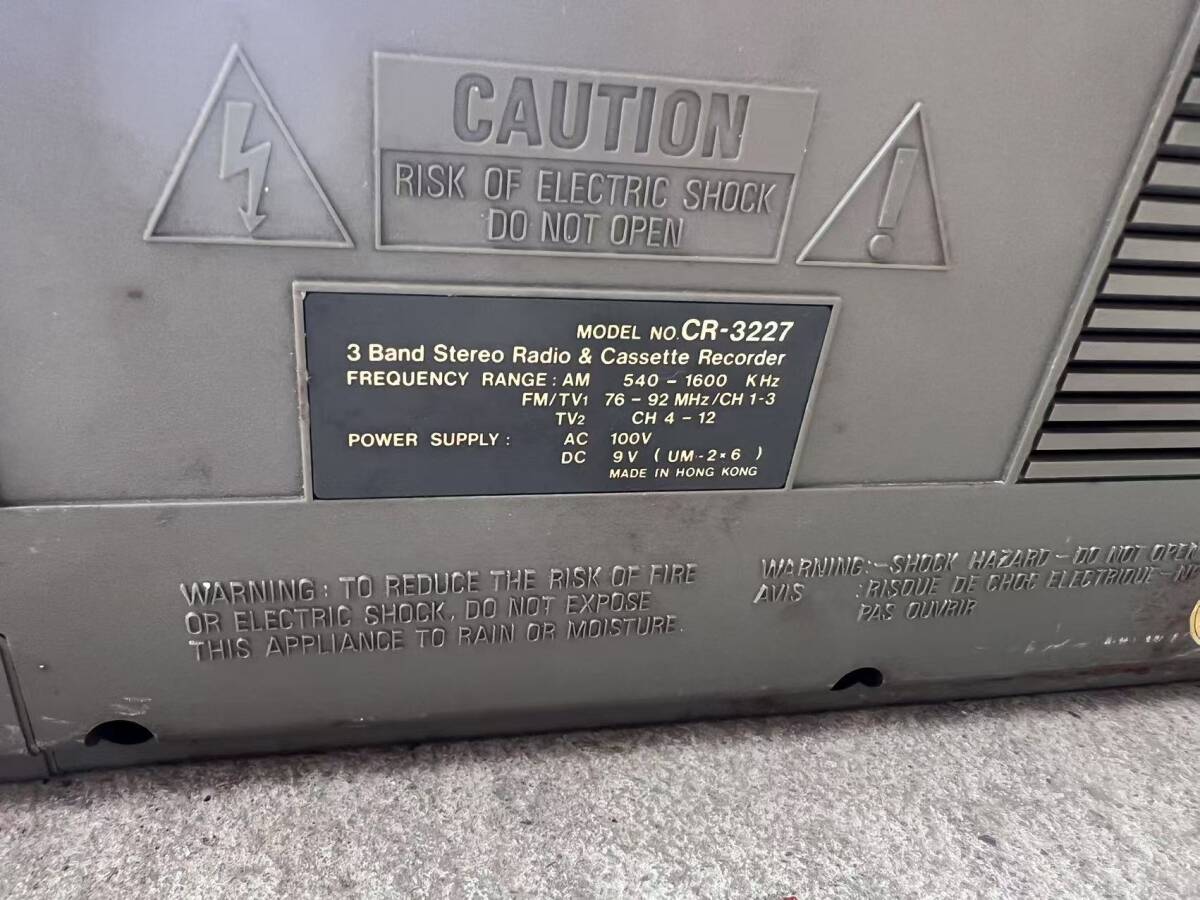 CAUTION
RISK OF ELECTRIC SHOCK
DO NOT OPEN
MODEL NO. CR-3227
3 Band Stereo Radio & Cassette Recorder
FREQUENCY RANGE : AM 540 - 1600 KHz
FM/TV1 76 - 92 MHz/CH 1-3
TV2 CH 4 - 12
POWER SUPPLY : AC 100V
DC 9V ( UM-2×6 )
MADE IN HONG KONG
WARNING: TO REDUCE THE RISK OF FIRE
OR ELECTRIC SHOCK, DO NOT EXPOSE
THIS APPLIANCE TO RAIN OR MOISTURE.
WARNING:-SHOCK HAZARD-DO NOT OPEN
AVIS :RISQUE DE CHOC ELECTRIQUE-
PAS OUVRIR